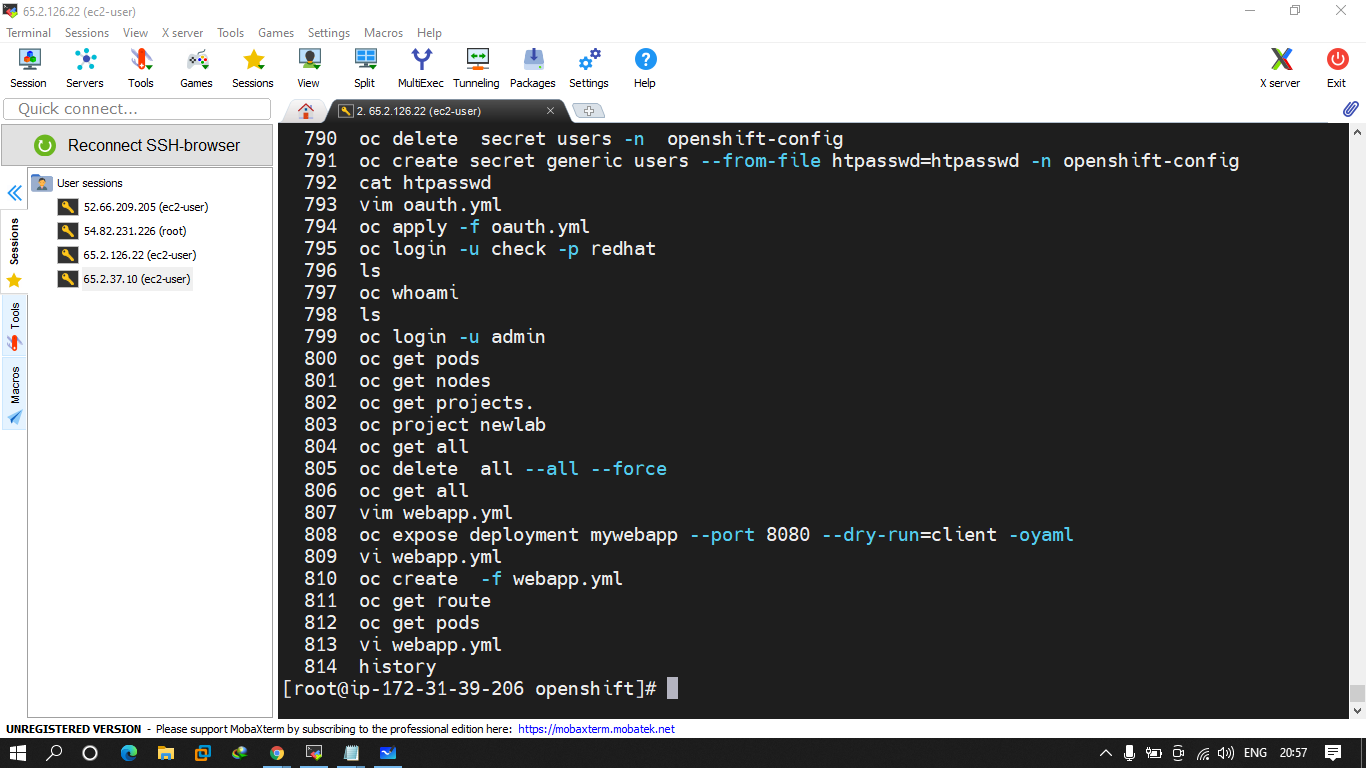 65.2.126.22 (ec2-user)
Terminal Sessions View X server Tools Games Settings Macros Help
Session Servers Tools Games Sessions View Split MultiExec Tunneling Packages Settings Help X server Exit
Quick connect...
2. 65.2.126.22 (ec2-user)
Reconnect SSH-browser
User sessions
52.66.209.205 (ec2-user)
54.82.231.226 (root)
65.2.126.22 (ec2-user)
65.2.37.10 (ec2-user)
Sessions
Tools
Macros
790 oc delete  secret users -n  openshift-config
791 oc create secret generic users --from-file htpasswd=htpasswd -n openshift-config
792 cat htpasswd
793 vim oauth.yml
794 oc apply -f oauth.yml
795 oc login -u check -p redhat
796 ls
797 oc whoami
798 ls
799 oc login -u admin
800 oc get pods
801 oc get nodes
802 oc get projects.
803 oc project newlab
804 oc get all
805 oc delete  all --all --force
806 oc get all
807 vim webapp.yml
808 oc expose deployment mywebapp --port 8080 --dry-run=client -oyaml
809 vi webapp.yml
810 oc create  -f webapp.yml
811 oc get route
812 oc get pods
813 vi webapp.yml
814 history
[root@ip-172-31-39-206 openshift]#
UNREGISTERED VERSION - Please support MobaXterm by subscribing to the professional edition here: https://mobaxterm.mobatek.net
ENG 20:57